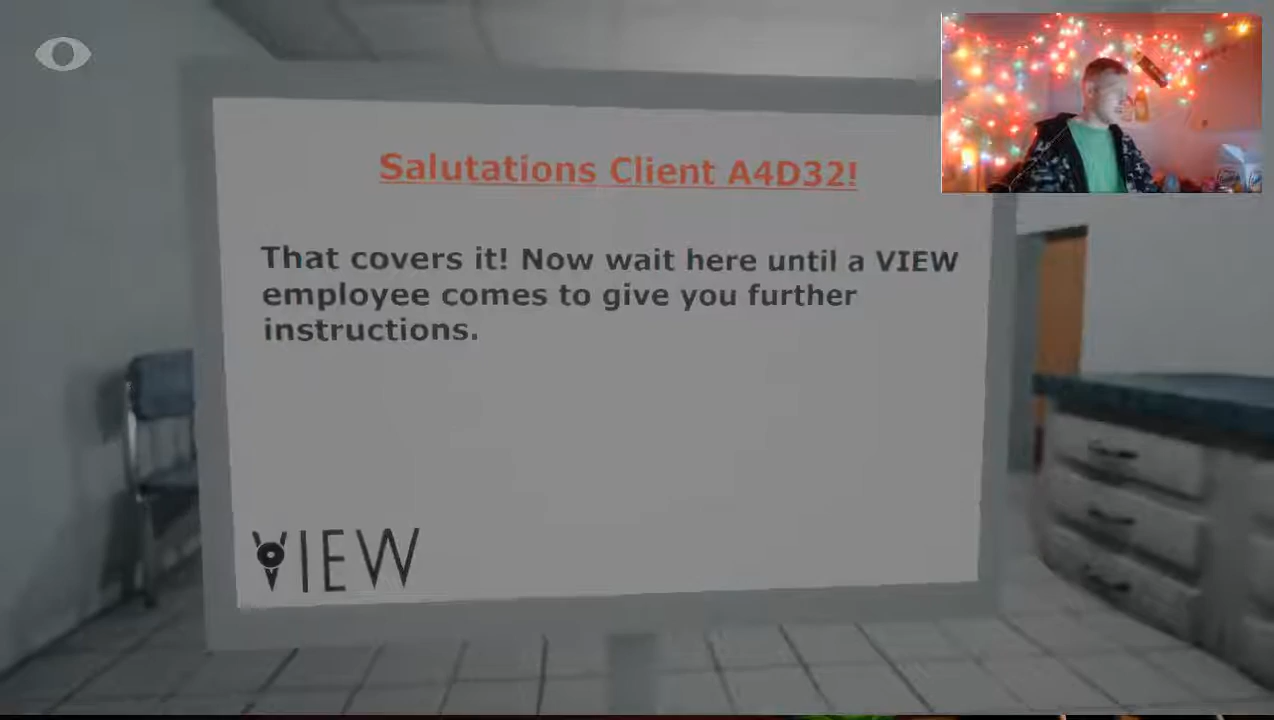 Salutations Client A4D32!
That covers it! Now wait here until a VIEW
employee comes to give you further
instructions.
VIEW